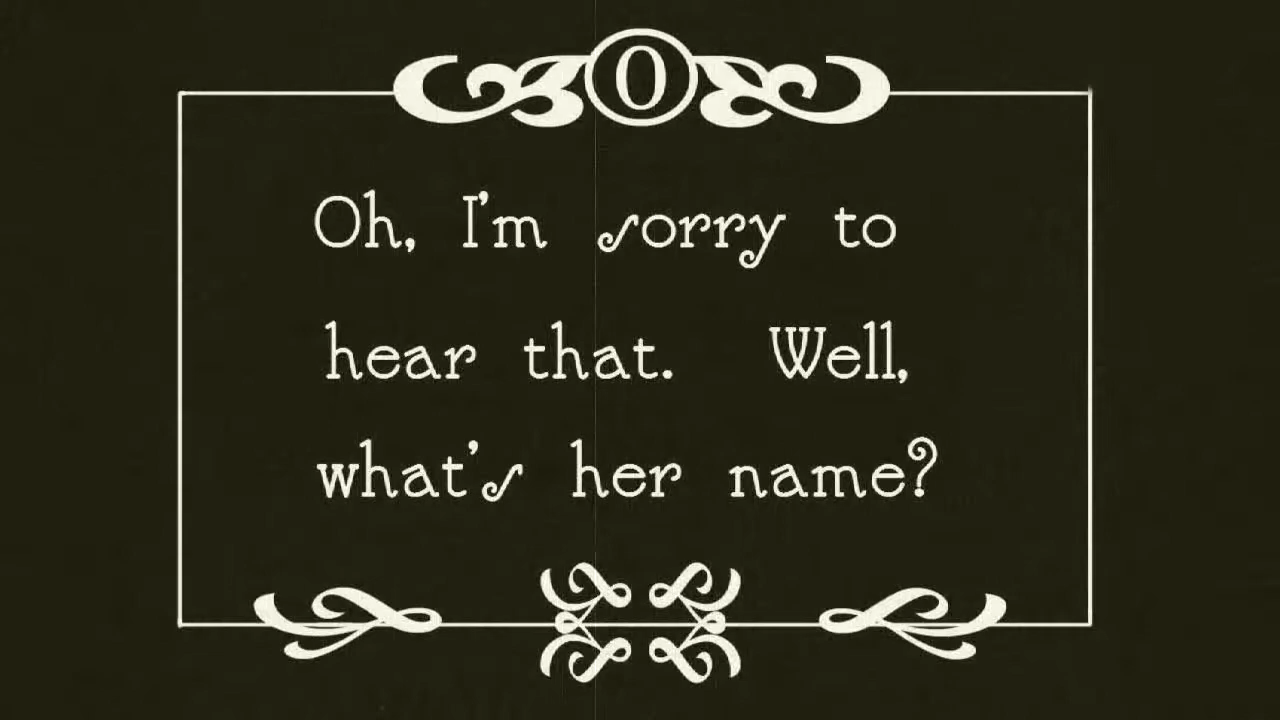 O
Oh, I'm sorry to
hear that. Well,
what's her name?